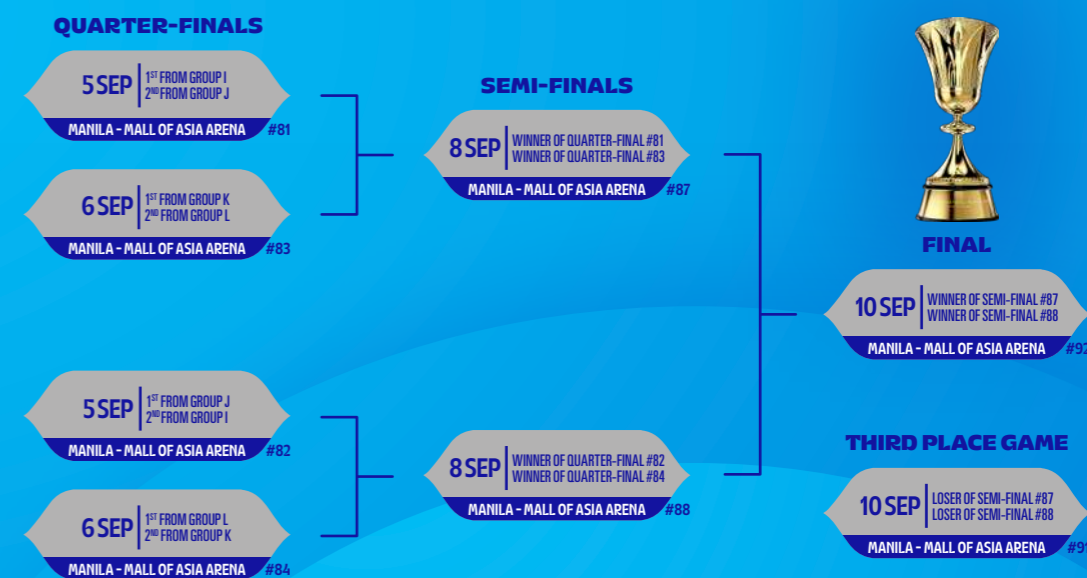 QUARTER-FINALS
5 SEP
1ST FROM GROUP I
2ND FROM GROUP J
MANILA - MALL OF ASIA ARENA
#81
6 SEP
1ST FROM GROUP K
2ND FROM GROUP L
MANILA - MALL OF ASIA ARENA
#83
5 SEP
1ST FROM GROUP J
2ND FROM GROUP I
MANILA - MALL OF ASIA ARENA
#82
6 SEP
1ST FROM GROUP L
2ND FROM GROUP K
MANILA - MALL OF ASIA ARENA
#84
SEMI-FINALS
8 SEP
WINNER OF QUARTER-FINAL #81
WINNER OF QUARTER-FINAL #83
MANILA - MALL OF ASIA ARENA
#87
8 SEP
WINNER OF QUARTER-FINAL #82
WINNER OF QUARTER-FINAL #84
MANILA - MALL OF ASIA ARENA
#88
FINAL
10 SEP
WINNER OF SEMI-FINAL #87
WINNER OF SEMI-FINAL #88
MANILA - MALL OF ASIA ARENA
#92
THIRD PLACE GAME
10 SEP
LOSER OF SEMI-FINAL #87
LOSER OF SEMI-FINAL #88
MANILA - MALL OF ASIA ARENA